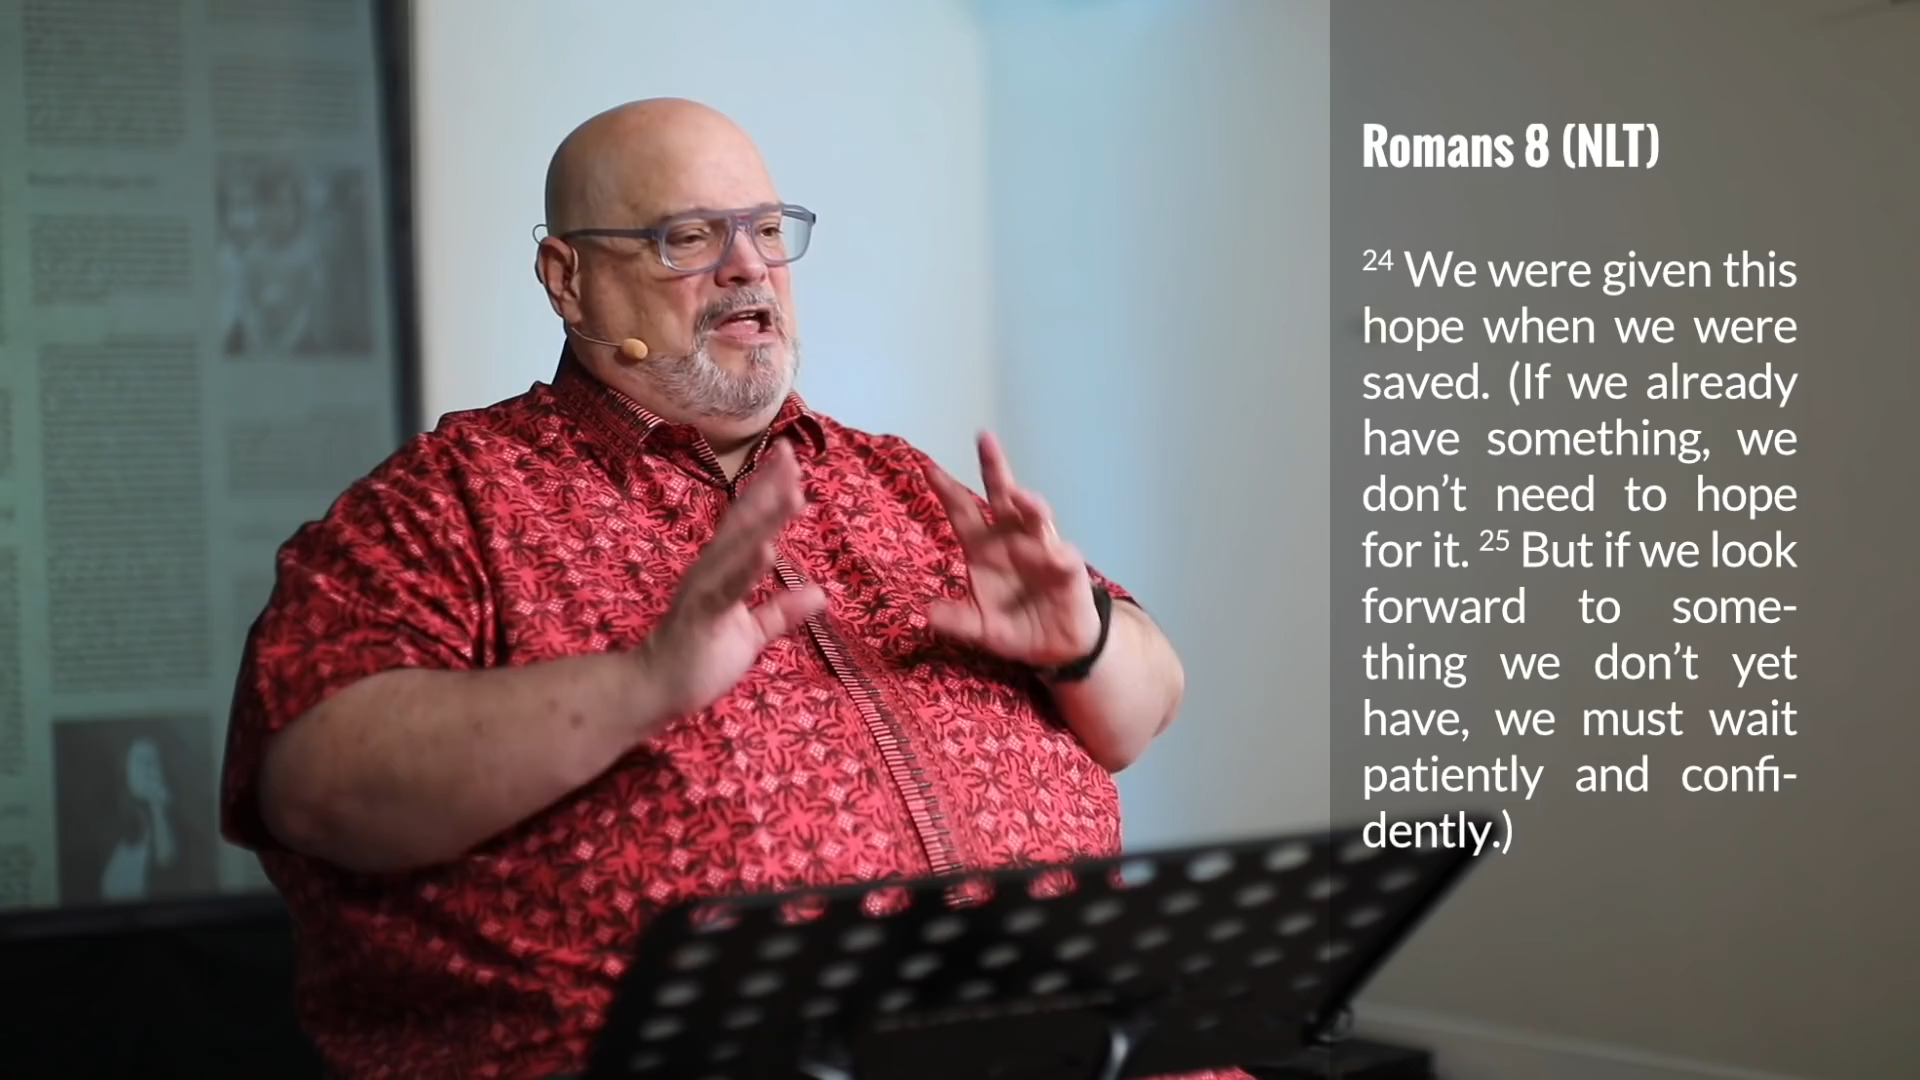 Romans 8 (NLT)
24 We were given this
hope when we were
saved. (If we already
have something, we
don’t need to hope
for it. 25 But if we look
forward to some-
thing we don’t yet
have, we must wait
patiently and confi-
dently.)